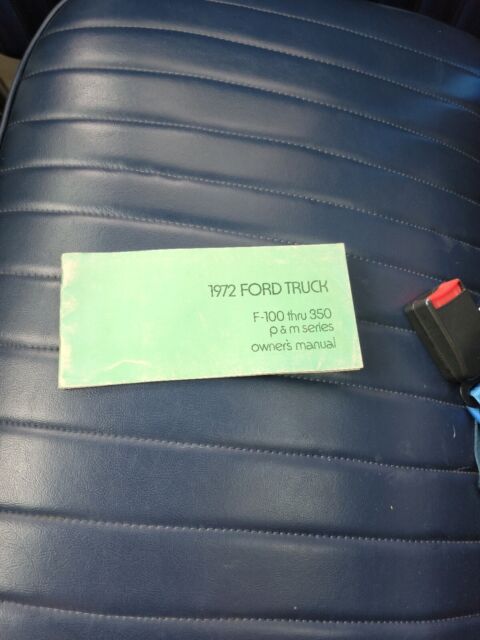 1972 FORD TRUCK
F-100 thru 350
p & m series
owner's manual